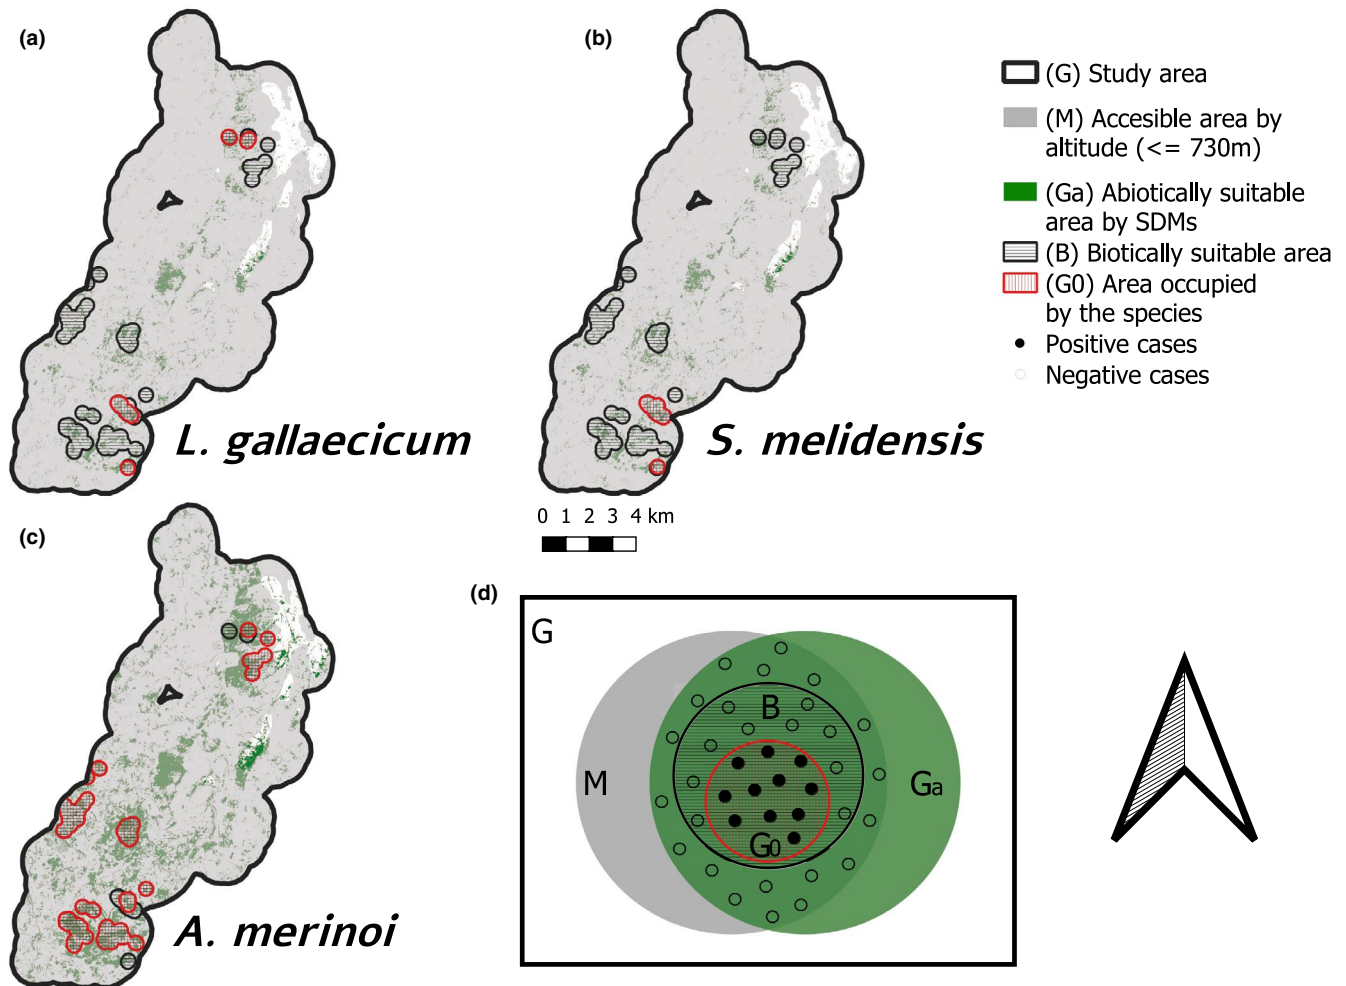 (a)
L. gallaecicum
(b)
S. melidensis
(G) Study area
(M) Accesible area by
altitude (<= 730m)
(Ga) Abiotically suitable
area by SDMs
(B) Biotically suitable area
(G0) Area occupied
by the species
Positive cases
Negative cases
0 1 2 3 4 km
(c)
A. merinoi
(d)
G
B
M
Ga
G0